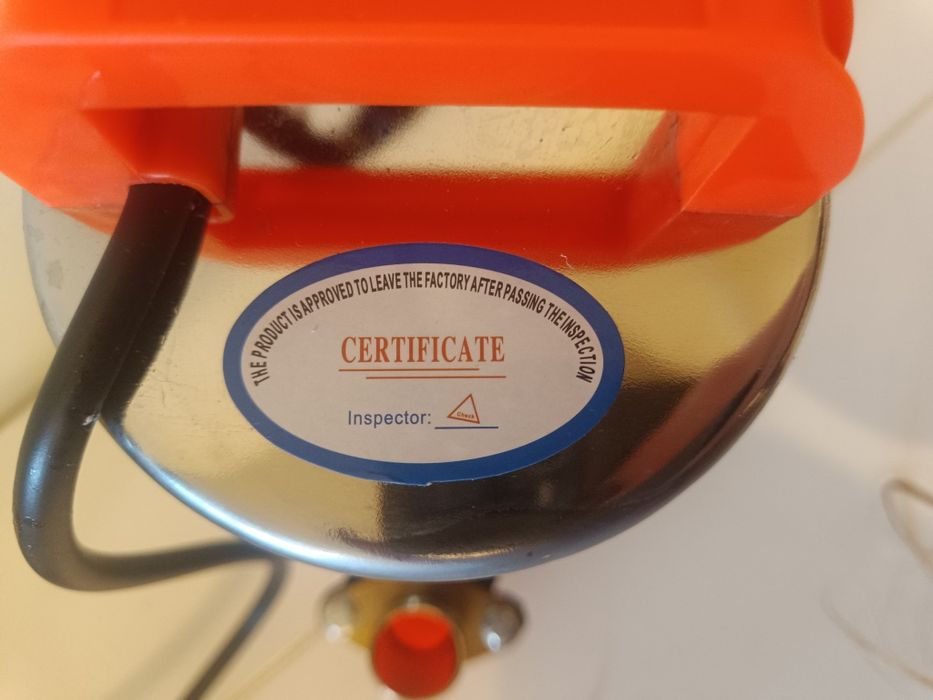 THE PRODUCT IS APPROVED TO LEAVE THE FACTORY AFTER PASSING THE INSPECTION
CERTIFICATE
Inspector: Check